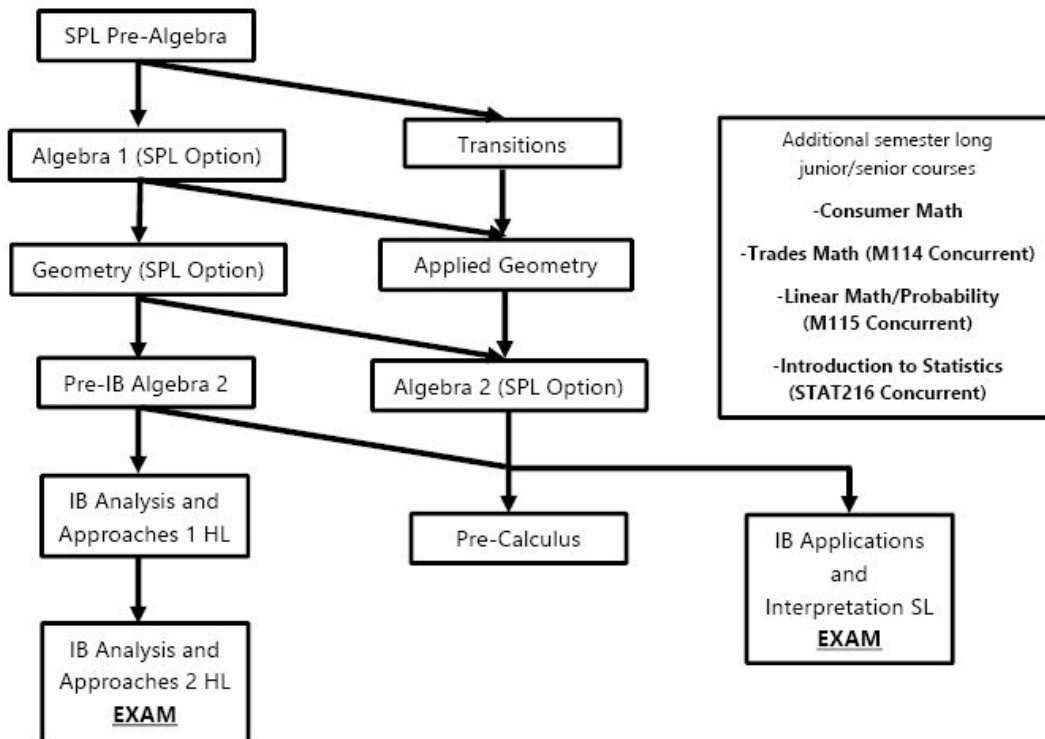 SPL Pre-Algebra
Algebra 1 (SPL Option)
Transitions
Geometry (SPL Option)
Applied Geometry
Pre-IB Algebra 2
Algebra 2 (SPL Option)
IB Analysis and
Approaches 1 HL
Pre-Calculus
IB Applications
and
Interpretation SL
EXAM
IB Analysis and
Approaches 2 HL
EXAM
Additional semester long
junior/senior courses
-Consumer Math
-Trades Math (M114 Concurrent)
-Linear Math/Probability
(M115 Concurrent)
-Introduction to Statistics
(STAT216 Concurrent)